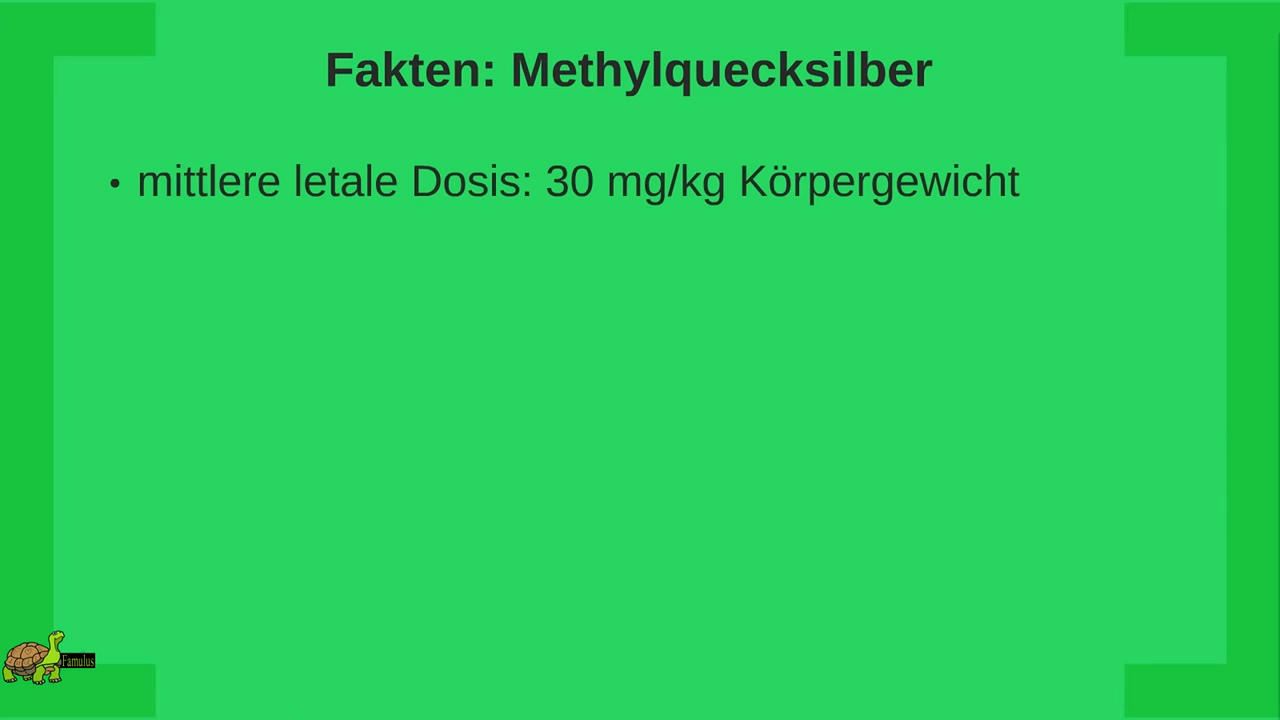 Fakten: Methylquecksilber
• mittlere letale Dosis: 30 mg/kg Körpergewicht
Famulus